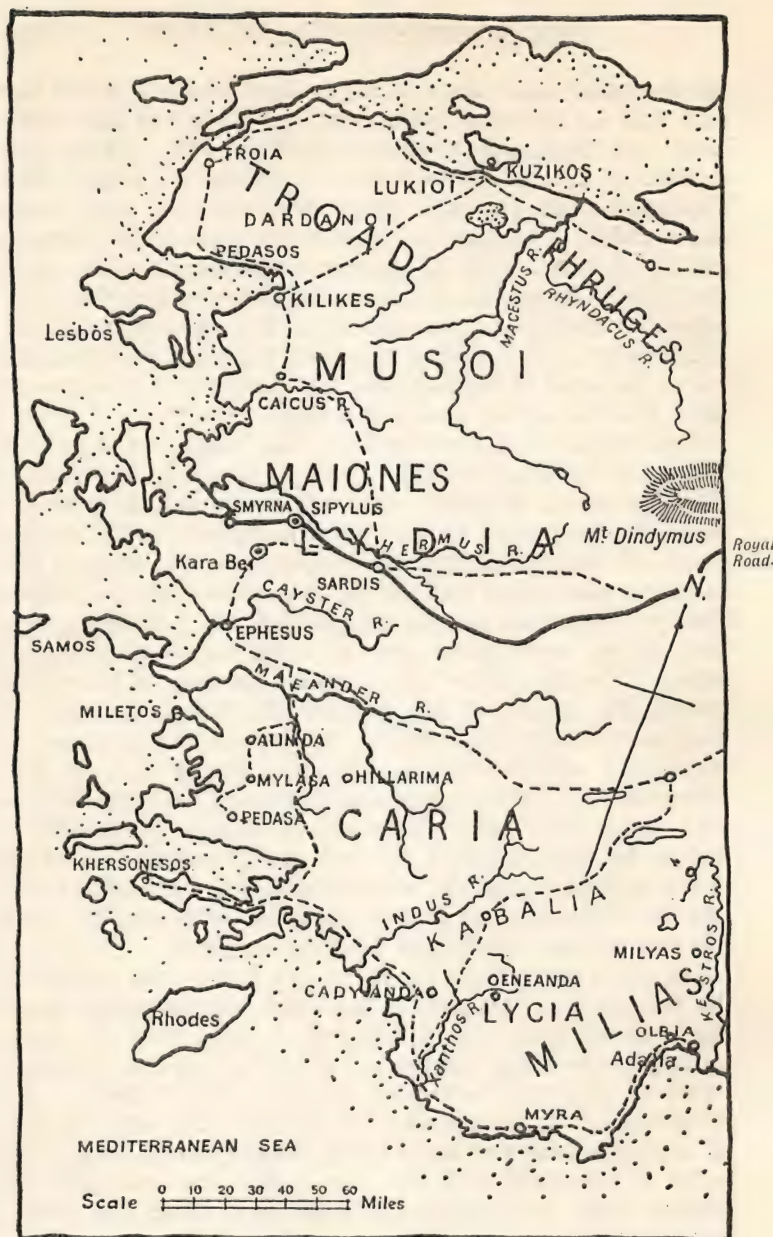 TROIA
KUZIKOS
LUKIOI
TROAD
DARDANOI
PHRUGES
PEDASOS
MACESTUS R.
RHYNDACUS R.
KILIKES
Lesbos
MUSOI
CAICUS R.
MAIONES
SMYRNA
SIPYLUS
Mt Dindymus
LYDIA
HERMUS R.
Royal
Road.
Kara Be
SARDIS
N.
CAYSTER R.
EPHESUS
SAMOS
MAEANDER R.
MILETOS
ALINDA
MYLASA
HILLARIMA
PEDASA
CARIA
KHERSONESOS
INDUS R.
KABALIA
MILYAS
KESTROS R.
CADYANDA
OENEANDA
LYCIA
Rhodes
Xanthos R.
MILIAS
OLBIA
Adalia
MYRA
MEDITERRANEAN SEA
Scale 0 10 20 30 40 50 60 Miles